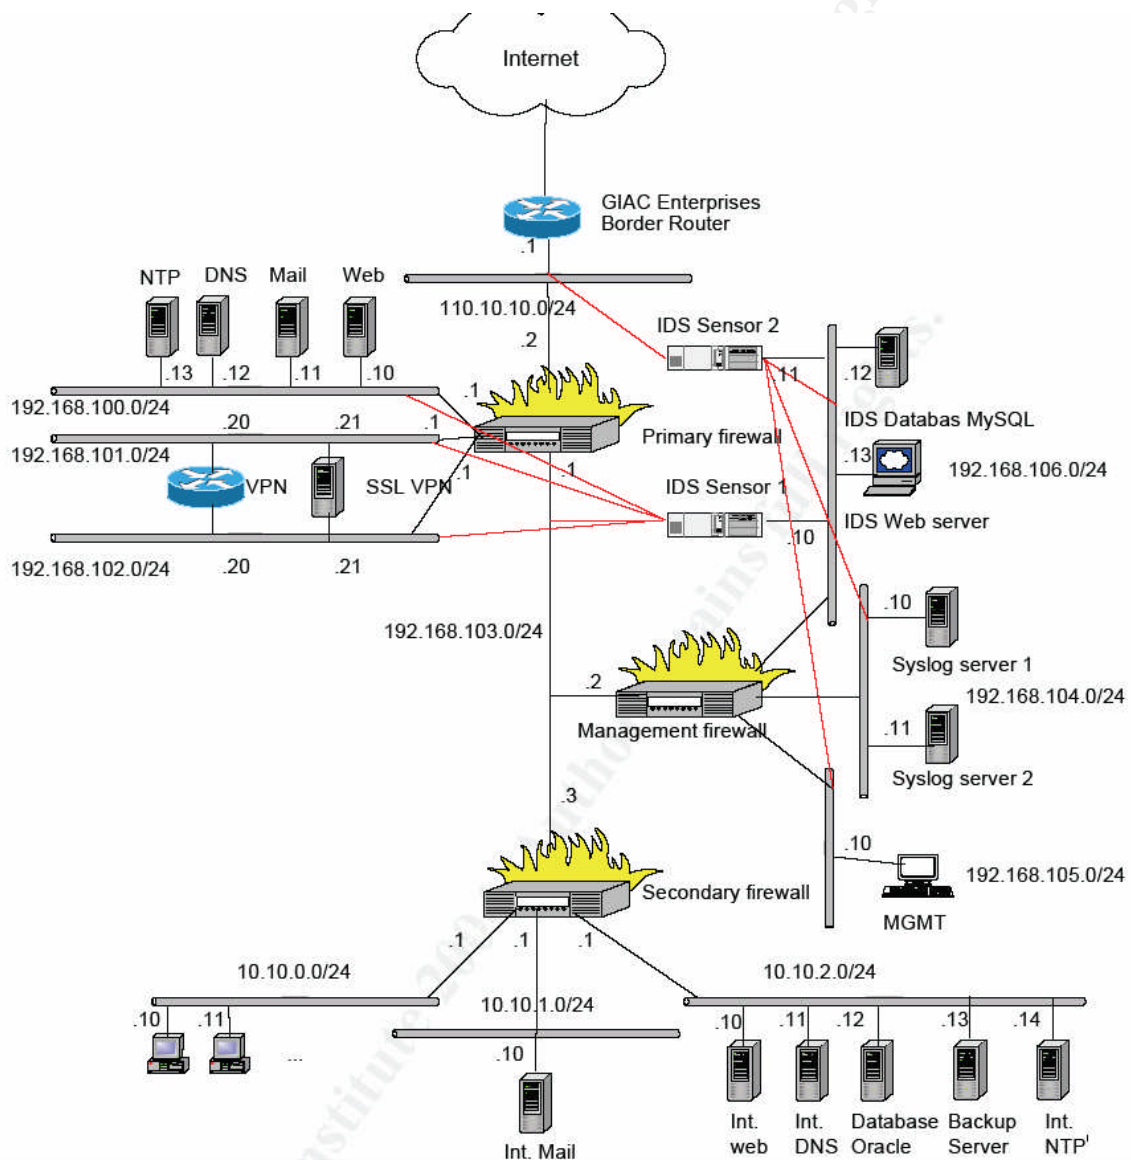 Internet
GIAC Enterprises
Border Router
.1
NTP
DNS
Mail
Web
110.10.10.0/24
IDS Sensor 2
.2
.13
.12
.11
.10
.1
.11
.12
192.168.100.0/24
.20
.21
.1
Primary firewall
IDS Databas MySQL
192.168.101.0/24
.1
.1
.13
192.168.106.0/24
VPN
SSL VPN
IDS Sensor 1
IDS Web server
.10
192.168.102.0/24
.20
.21
.10
192.168.103.0/24
Syslog server 1
.2
192.168.104.0/24
Management firewall
.11
Syslog server 2
.3
.10
192.168.105.0/24
Secondary firewall
MGMT
.1
.1
.1
10.10.0.0/24
10.10.2.0/24
10.10.1.0/24
.10
.11
.10
.11
.12
.13
.14
...
.10
Int. Mail
Int.
web
Int.
DNS
Database
Oracle
Backup
Server
Int.
NTP